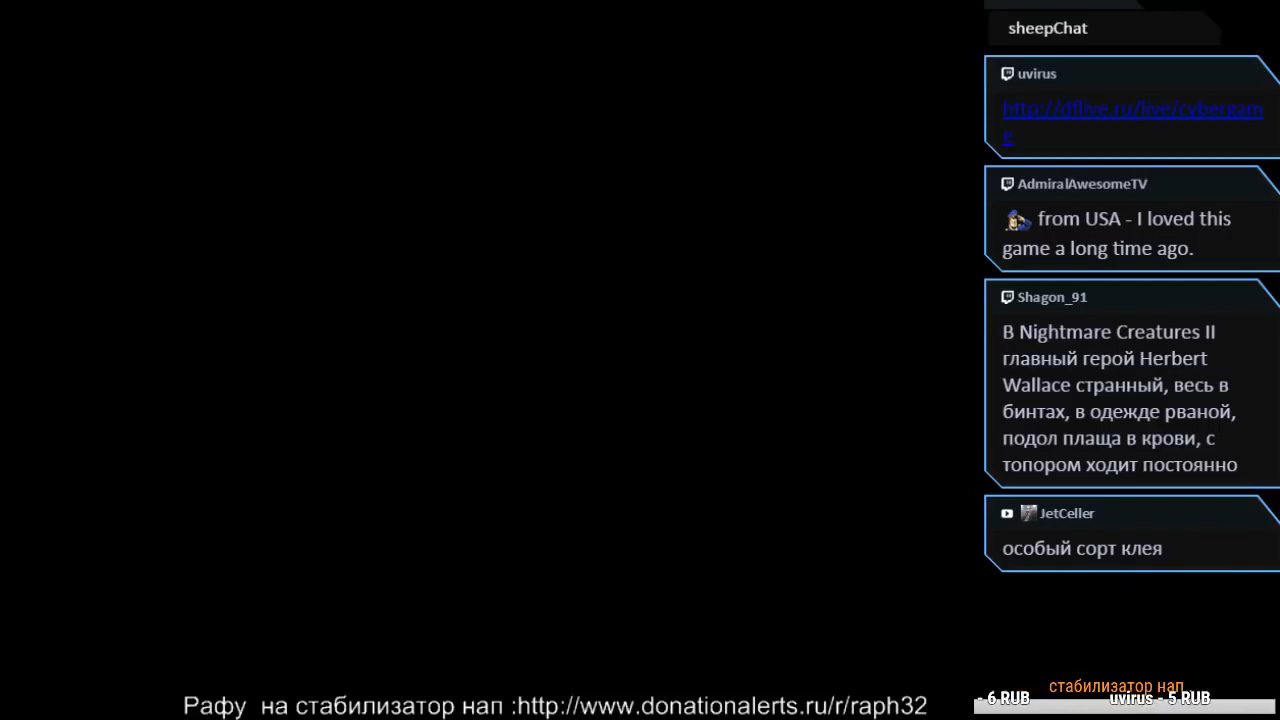 sheepChat
uvirus
http://dflive.ru/live/cybergam
e
AdmiralAwesomeTV
from USA - I loved this
game a long time ago.
Shagon_91
В Nightmare Creatures II
главный герой Herbert
Wallace странный, весь в
бинтах, в одежде рваной,
подол плаща в крови, с
топором ходит постоянно
JetCeller
особый сорт клея
стабилизатор нап
- 6 RUB uvirus - 5 RUB
Рафу на стабилизатор нап :http://www.donationalerts.ru/r/raph32